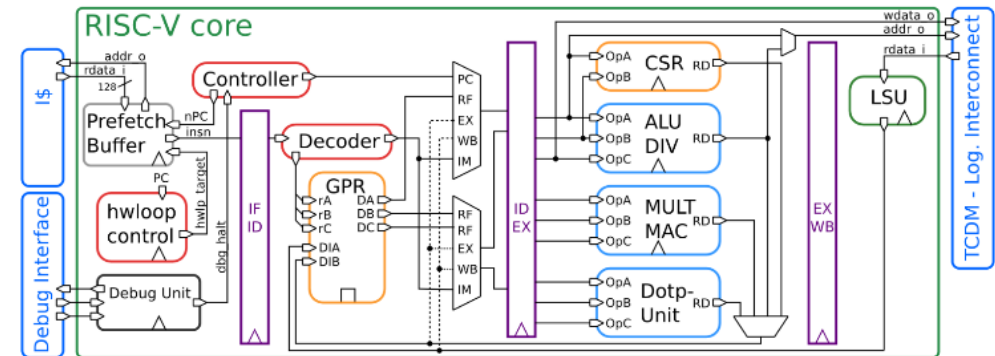 RISC-V core
I$
addr_o
rdata_i
128
Prefetch
Buffer
nPC
insn
PC
hwloop
control
hwlp_target
dbg_halt
Debug Interface
Debug Unit
Controller
IF
ID
Decoder
GPR
rA
rB
rC
DIA
DIB
DA
DB
DC
PC
RF
EX
WB
IM
RF
RF
EX
WB
IM
ID
EX
OpA
OpB
CSR
RD
OpA
OpB
OpC
ALU
DIV
RD
OpA
OpB
OpC
MULT
MAC
RD
OpA
OpB
OpC
Dotp-
Unit
RD
EX
WB
wdata_o
addr_o
rdata_i
LSU
TCDM - Log. Interconnect